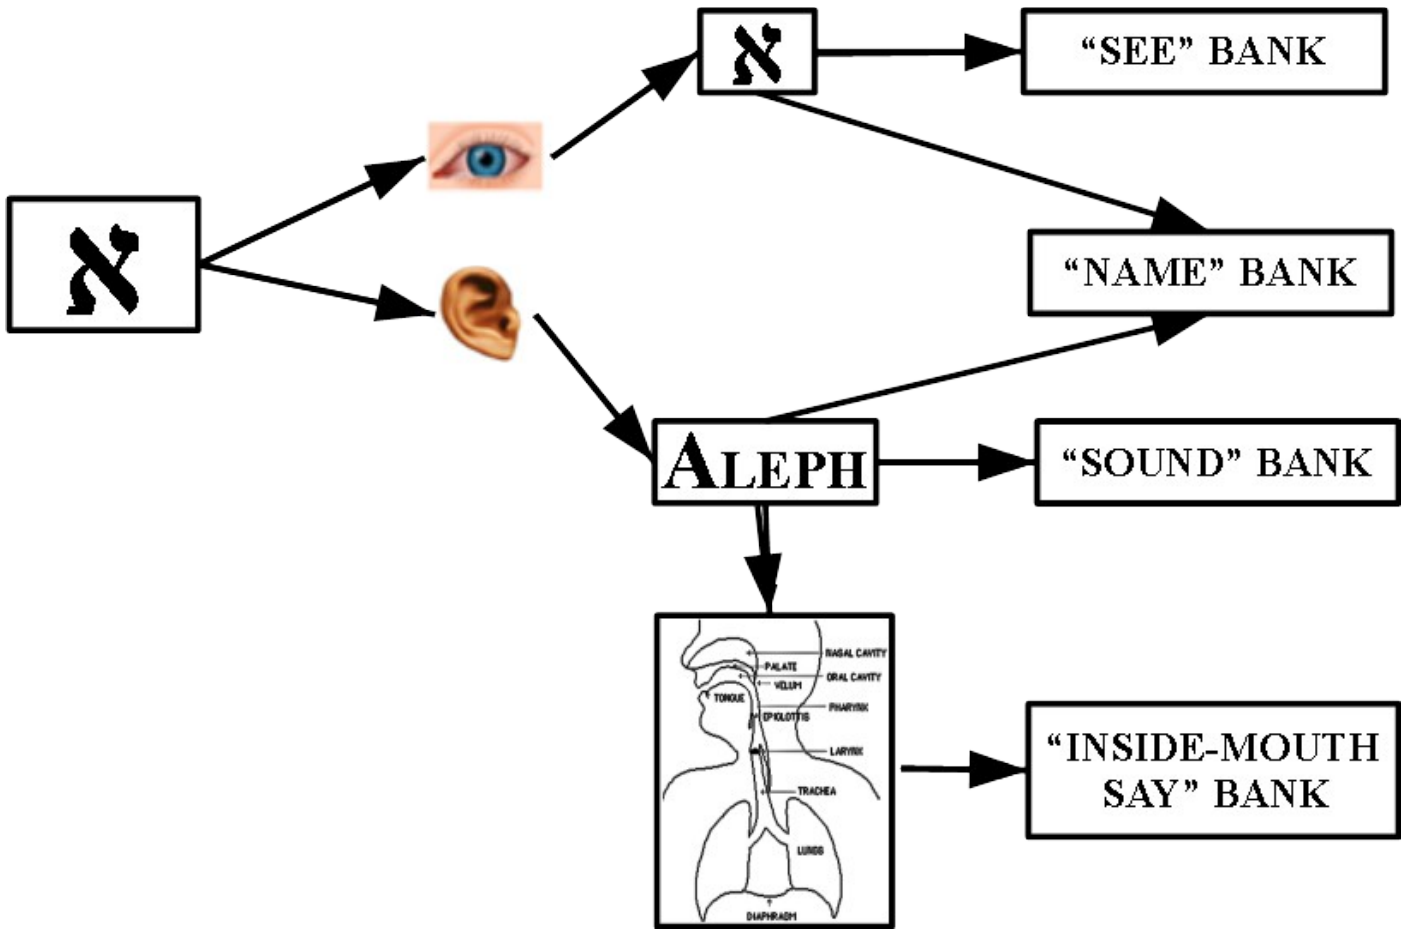 א
“SEE” BANK
א
“NAME” BANK
ALEPH
“SOUND” BANK
NASAL CAVITY
PALATE
ORAL CAVITY
VELUM
TONGUE
PHARYNX
EPIGLOTTIS
LARYNX
TRACHEA
LUNGS
DIAPHRAGM
“INSIDE-MOUTH
SAY” BANK